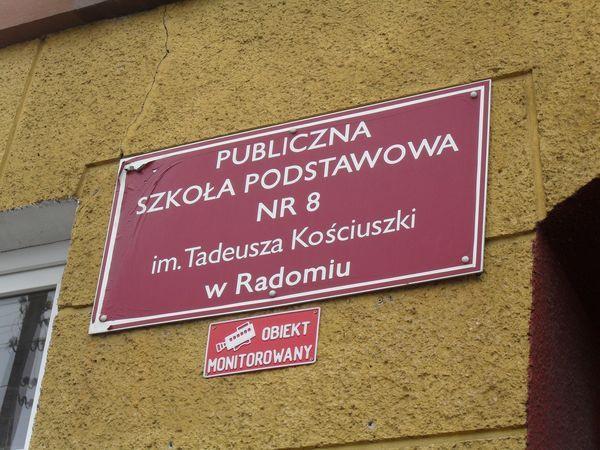 PUBLICZNA
SZKOŁA PODSTAWOWA
NR 8
im. Tadeusza Kościuszki
w Radomiu
OBIEKT
MONITOROWANY